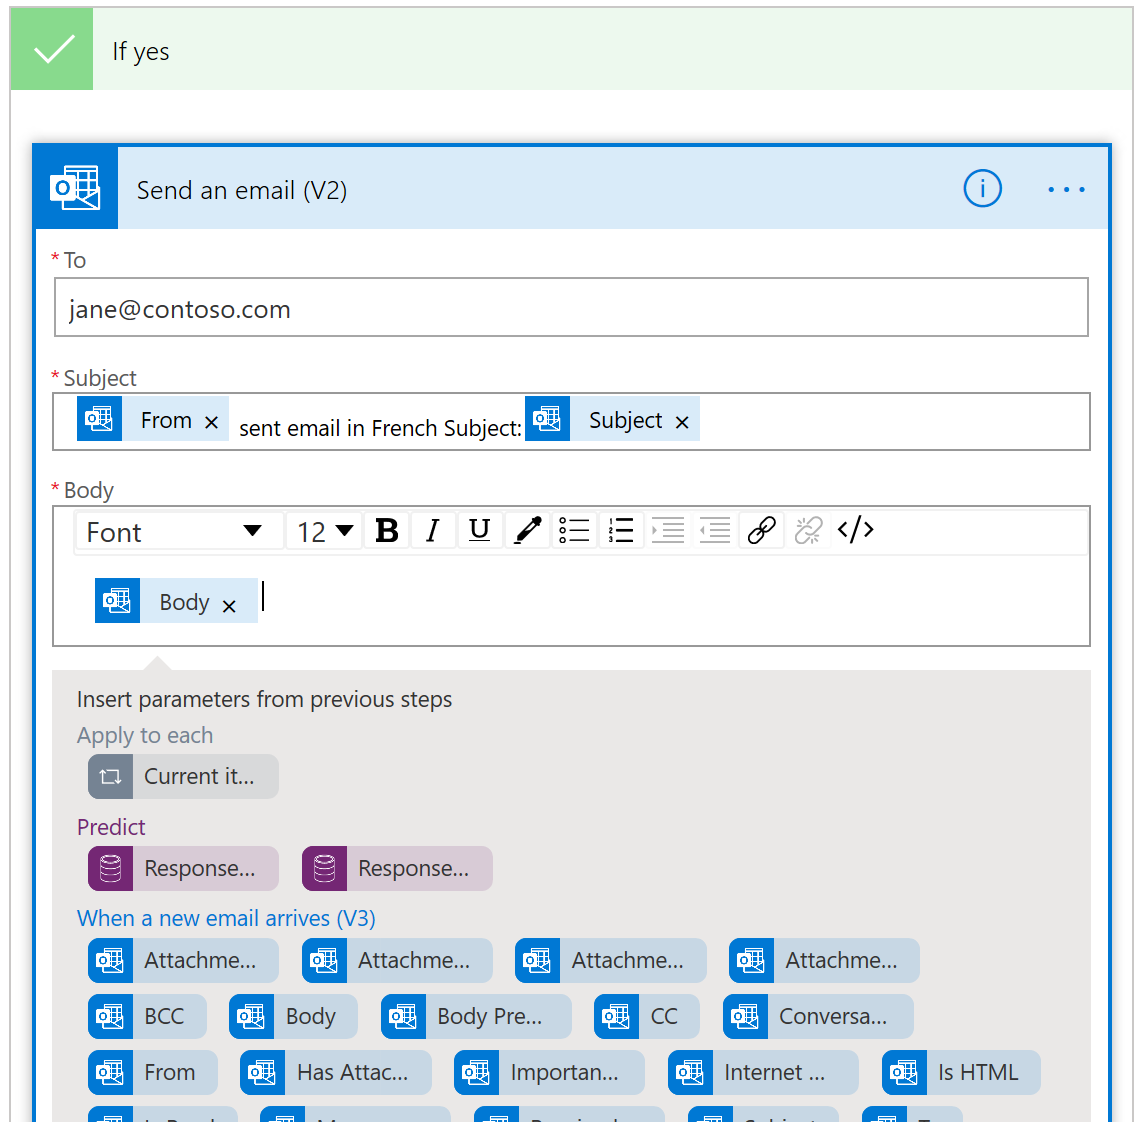 If yes
Send an email (V2)
* To
jane@contoso.com
* Subject
From × sent email in French Subject: Subject ×
* Body
Font 12 B I U
Body ×
Insert parameters from previous steps
Apply to each
Current it...
Predict
Response... Response...
When a new email arrives (V3)
Attachme... Attachme... Attachme... Attachme...
BCC Body Body Pre... CC Conversa...
From Has Attac... Importan... Internet ... Is HTML